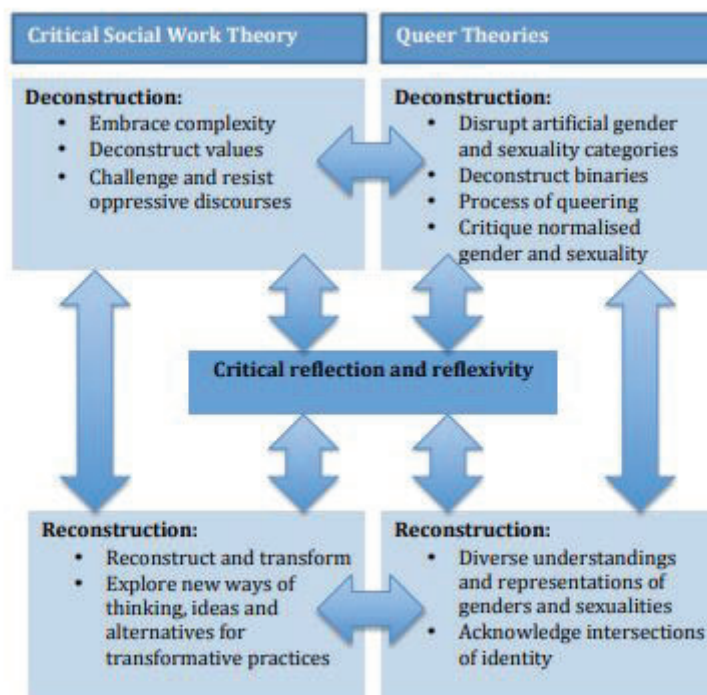 Critical Social Work Theory
Queer Theories
Deconstruction:
• Embrace complexity
• Deconstruct values
• Challenge and resist
oppressive discourses
Deconstruction:
• Disrupt artificial gender
and sexuality categories
• Deconstruct binaries
• Process of queering
• Critique normalised
gender and sexuality
Critical reflection and reflexivity
Reconstruction:
• Reconstruct and transform
• Explore new ways of
thinking, ideas and
alternatives for
transformative practices
Reconstruction:
• Diverse understandings
and representations of
genders and sexualities
• Acknowledge intersections
of identity